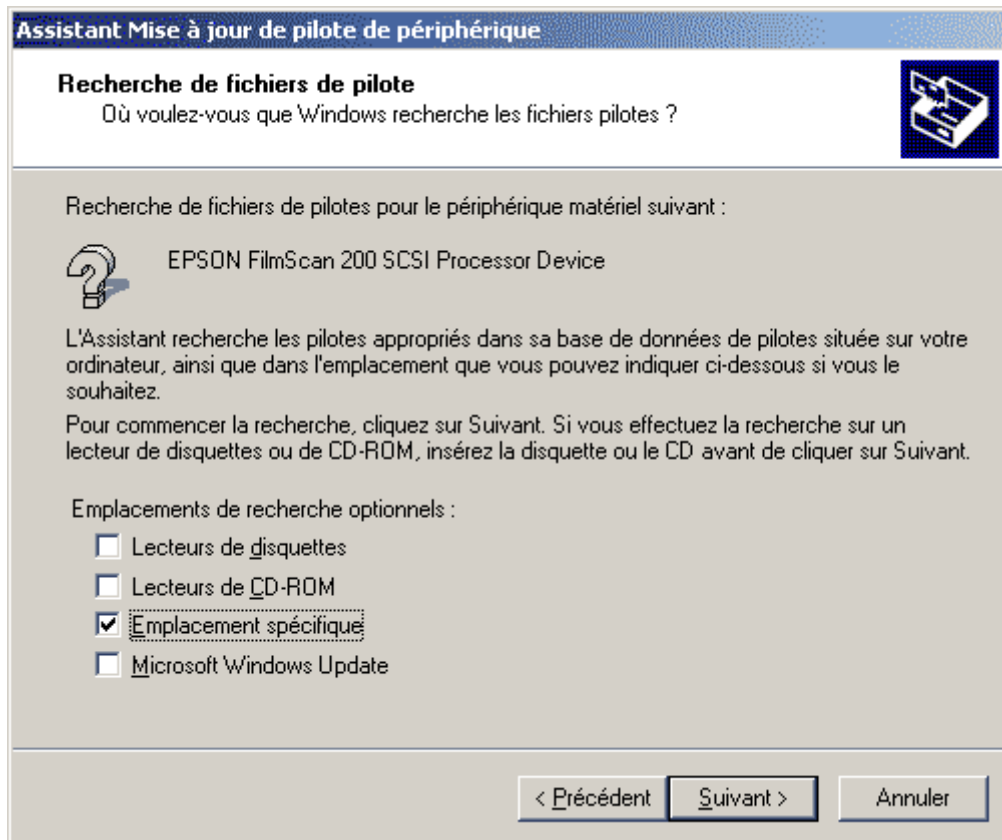 Assistant Mise à jour de pilote de périphérique
Recherche de fichiers de pilote
Où voulez-vous que Windows recherche les fichiers pilotes ?
Recherche de fichiers de pilotes pour le périphérique matériel suivant :
EPSON FilmScan 200 SCSI Processor Device
L'Assistant recherche les pilotes appropriés dans sa base de données de pilotes située sur votre
ordinateur, ainsi que dans l'emplacement que vous pouvez indiquer ci-dessous si vous le
souhaitez.
Pour commencer la recherche, cliquez sur Suivant. Si vous effectuez la recherche sur un
lecteur de disquettes ou de CD-ROM, insérez la disquette ou le CD avant de cliquer sur Suivant.
Emplacements de recherche optionnels :
Lecteurs de disquettes
Lecteurs de CD-ROM
Emplacement spécifique
Microsoft Windows Update
< Précédent
Suivant >
Annuler